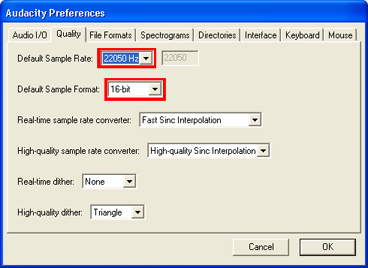 Audacity Preferences
Audio I/O Quality File Formats Spectrograms Directories Interface Keyboard Mouse
Default Sample Rate: 22050 Hz 22050
Default Sample Format: 16-bit
Real-time sample rate converter: Fast Sinc Interpolation
High-quality sample rate converter: High-quality Sinc Interpolation
Real-time dither: None
High-quality dither: Triangle
Cancel OK